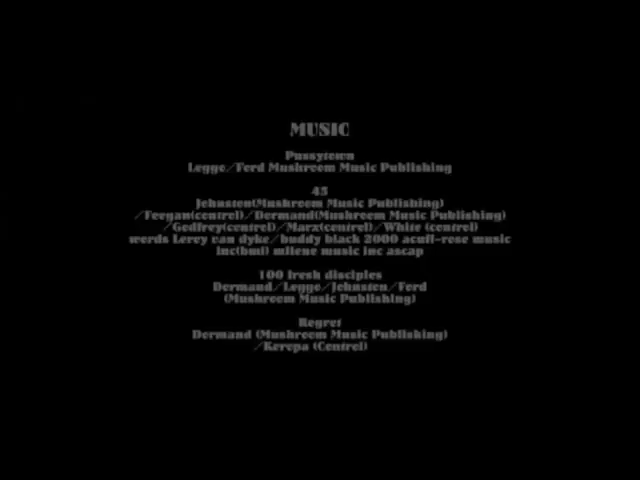 MUSIC
Pussytown
Legge/Ford Mushroom Music Publishing
45
Johnston(Mushroom Music Publishing)
/Feegan(control)/Dormand(Mushroom Music Publishing)
/Godfrey(control)/Marx(control)/White (control)
words Leroy van dyke/buddy black 2000 acuff-rose music
inc(bmi) milene music inc ascap
100 fresh disciples
Dormand/Legge/Johnston/Ford
(Mushroom Music Publishing)
Regret
Dormand (Mushroom Music Publishing)
/Kerepa (Control)